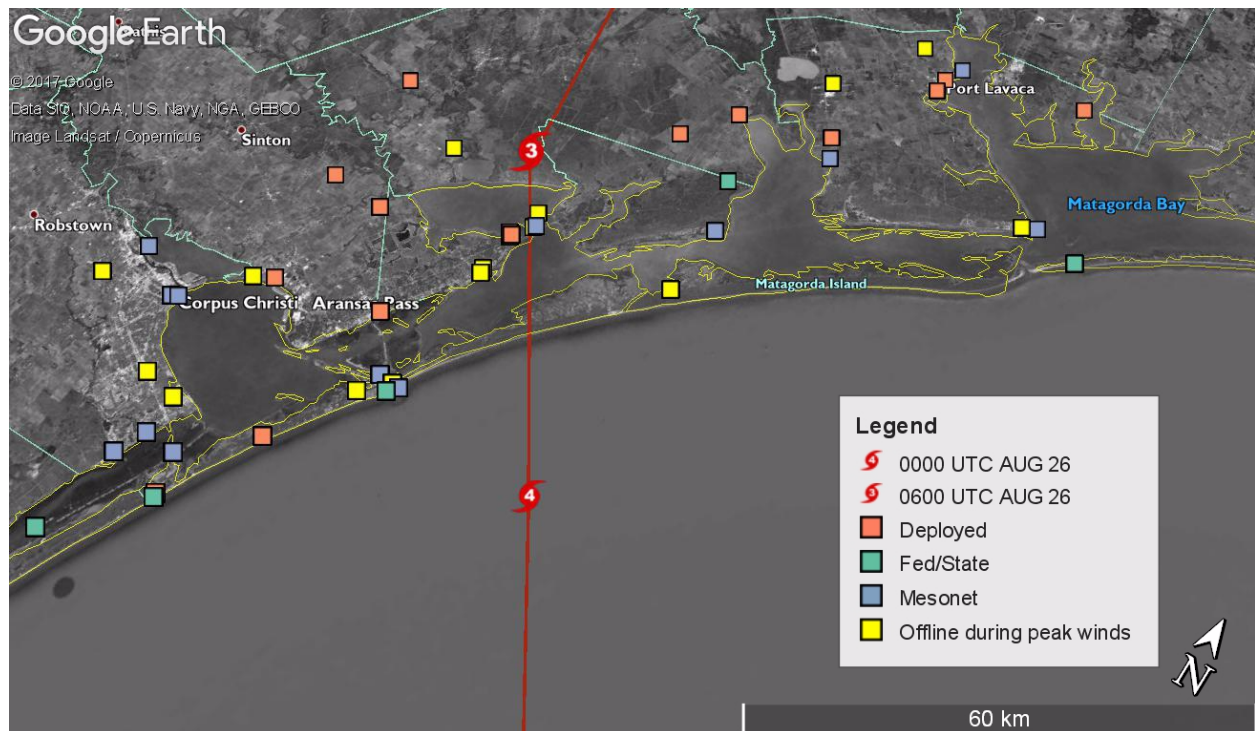 Google Earth
© 2017 Google
Data SIO, NOAA, U.S. Navy, NGA, GEBCO
Image Landsat / Copernicus
Sinton
3
Port Lavaca
Robstown
Matagorda Bay
Corpus Christi
Aransas Pass
Matagorda Island
4
Legend
4 0000 UTC AUG 26
3 0600 UTC AUG 26
Deployed
Fed/State
Mesonet
Offline during peak winds
N
60 km